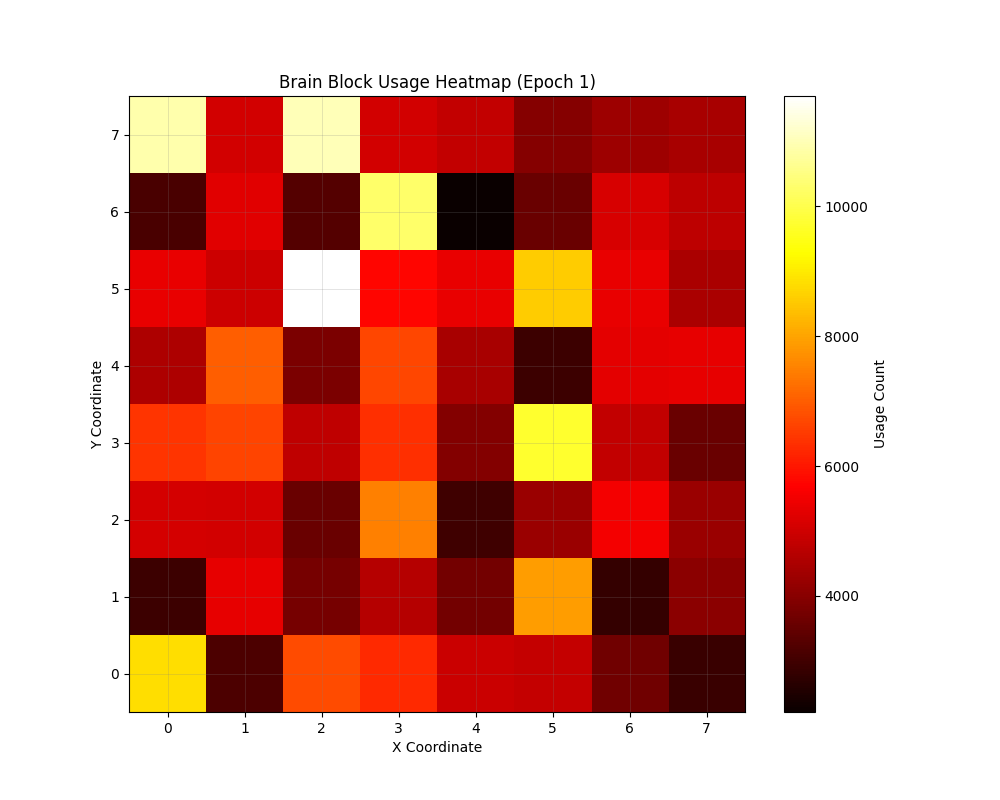 Brain Block Usage Heatmap (Epoch 1)
7
6
5
4
3
2
1
0
Y Coordinate
0 1 2 3 4 5 6 7
X Coordinate
10000
8000
6000
4000
Usage Count